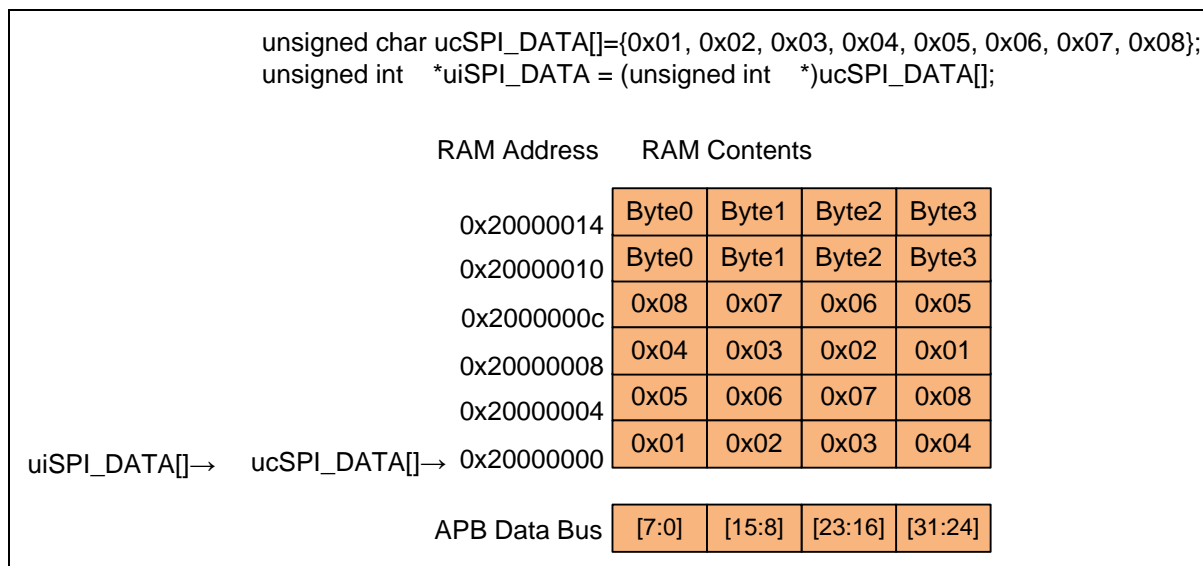 unsigned char ucSPI_DATA[]={0x01, 0x02, 0x03, 0x04, 0x05, 0x06, 0x07, 0x08};
unsigned int *uiSPI_DATA = (unsigned int *)ucSPI_DATA[];
RAM Address RAM Contents
0x20000014 Byte0 Byte1 Byte2 Byte3
0x20000010 Byte0 Byte1 Byte2 Byte3
0x2000000c 0x08 0x07 0x06 0x05
0x20000008 0x04 0x03 0x02 0x01
0x20000004 0x05 0x06 0x07 0x08
uiSPI_DATA[]→ ucSPI_DATA[]→ 0x20000000 0x01 0x02 0x03 0x04
APB Data Bus [7:0] [15:8] [23:16] [31:24]